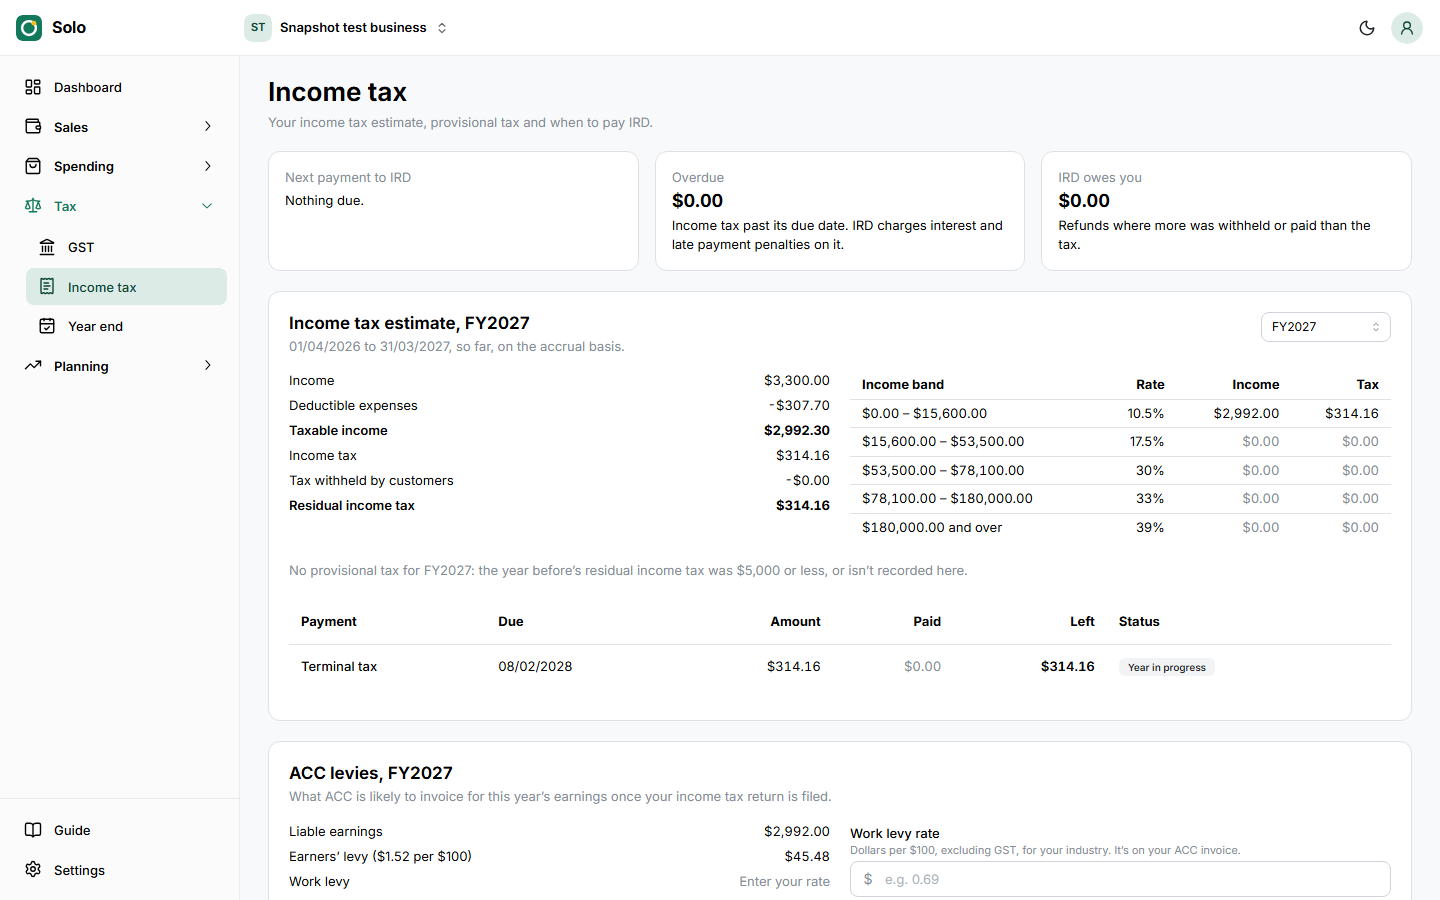 Solo
ST Snapshot test business
Dashboard
Sales
Spending
Tax
GST
Income tax
Year end
Planning
Guide
Settings
Income tax
Your income tax estimate, provisional tax and when to pay IRD.
Next payment to IRD
Nothing due.
Overdue
$0.00
Income tax past its due date. IRD charges interest and
late payment penalties on it.
IRD owes you
$0.00
Refunds where more was withheld or paid than the
tax.
Income tax estimate, FY2027
01/04/2026 to 31/03/2027, so far, on the accrual basis.
FY2027
Income $3,300.00
Deductible expenses -$307.70
Taxable income $2,992.30
Income tax $314.16
Tax withheld by customers -$0.00
Residual income tax $314.16
Income band Rate Income Tax
$0.00 – $15,600.00 10.5% $2,992.00 $314.16
$15,600.00 – $53,500.00 17.5% $0.00 $0.00
$53,500.00 – $78,100.00 30% $0.00 $0.00
$78,100.00 – $180,000.00 33% $0.00 $0.00
$180,000.00 and over 39% $0.00 $0.00
No provisional tax for FY2027: the year before’s residual income tax was $5,000 or less, or isn’t recorded here.
Payment Due Amount Paid Left Status
Terminal tax 08/02/2028 $314.16 $0.00 $314.16 Year in progress
ACC levies, FY2027
What ACC is likely to invoice for this year’s earnings once your income tax return is filed.
Liable earnings $2,992.00
Earners’ levy ($1.52 per $100) $45.48
Work levy Enter your rate
Work levy rate
Dollars per $100, excluding GST, for your industry. It’s on your ACC invoice.
$ e.g. 0.69